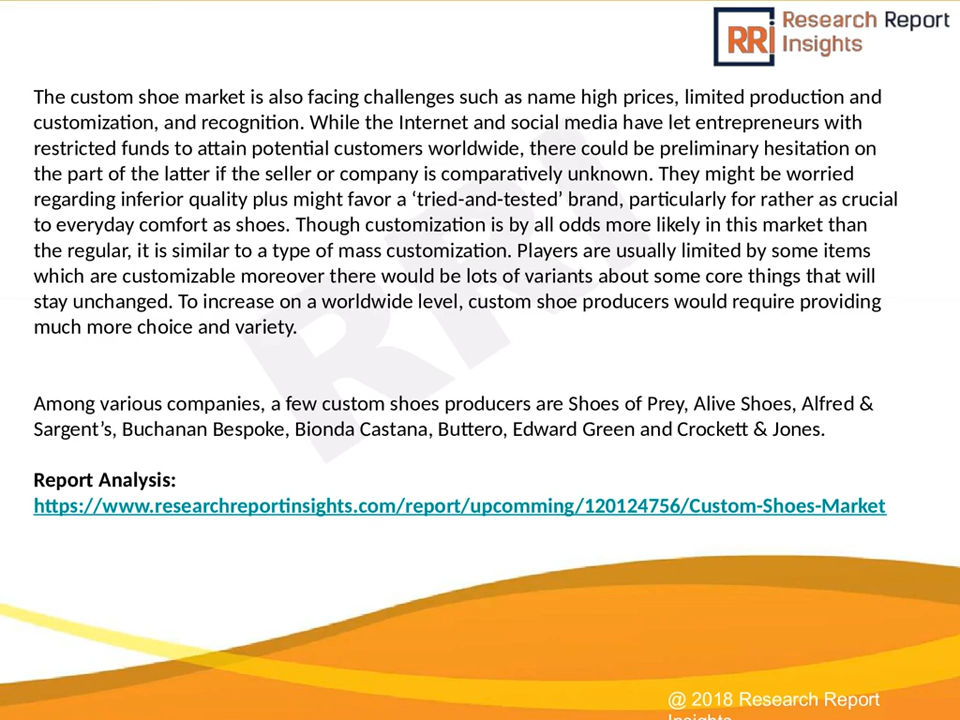 RRi Research Report
Insights
The custom shoe market is also facing challenges such as name high prices, limited production and
customization, and recognition. While the Internet and social media have let entrepreneurs with
restricted funds to attain potential customers worldwide, there could be preliminary hesitation on
the part of the latter if the seller or company is comparatively unknown. They might be worried
regarding inferior quality plus might favor a ‘tried-and-tested’ brand, particularly for rather as crucial
to everyday comfort as shoes. Though customization is by all odds more likely in this market than
the regular, it is similar to a type of mass customization. Players are usually limited by some items
which are customizable moreover there would be lots of variants about some core things that will
stay unchanged. To increase on a worldwide level, custom shoe producers would require providing
much more choice and variety.
RRI
Among various companies, a few custom shoes producers are Shoes of Prey, Alive Shoes, Alfred &
Sargent’s, Buchanan Bespoke, Bionda Castana, Buttero, Edward Green and Crockett & Jones.
Report Analysis:
https://www.researchreportinsights.com/report/upcomming/120124756/Custom-Shoes-Market
@ 2018 Research Report
Insights